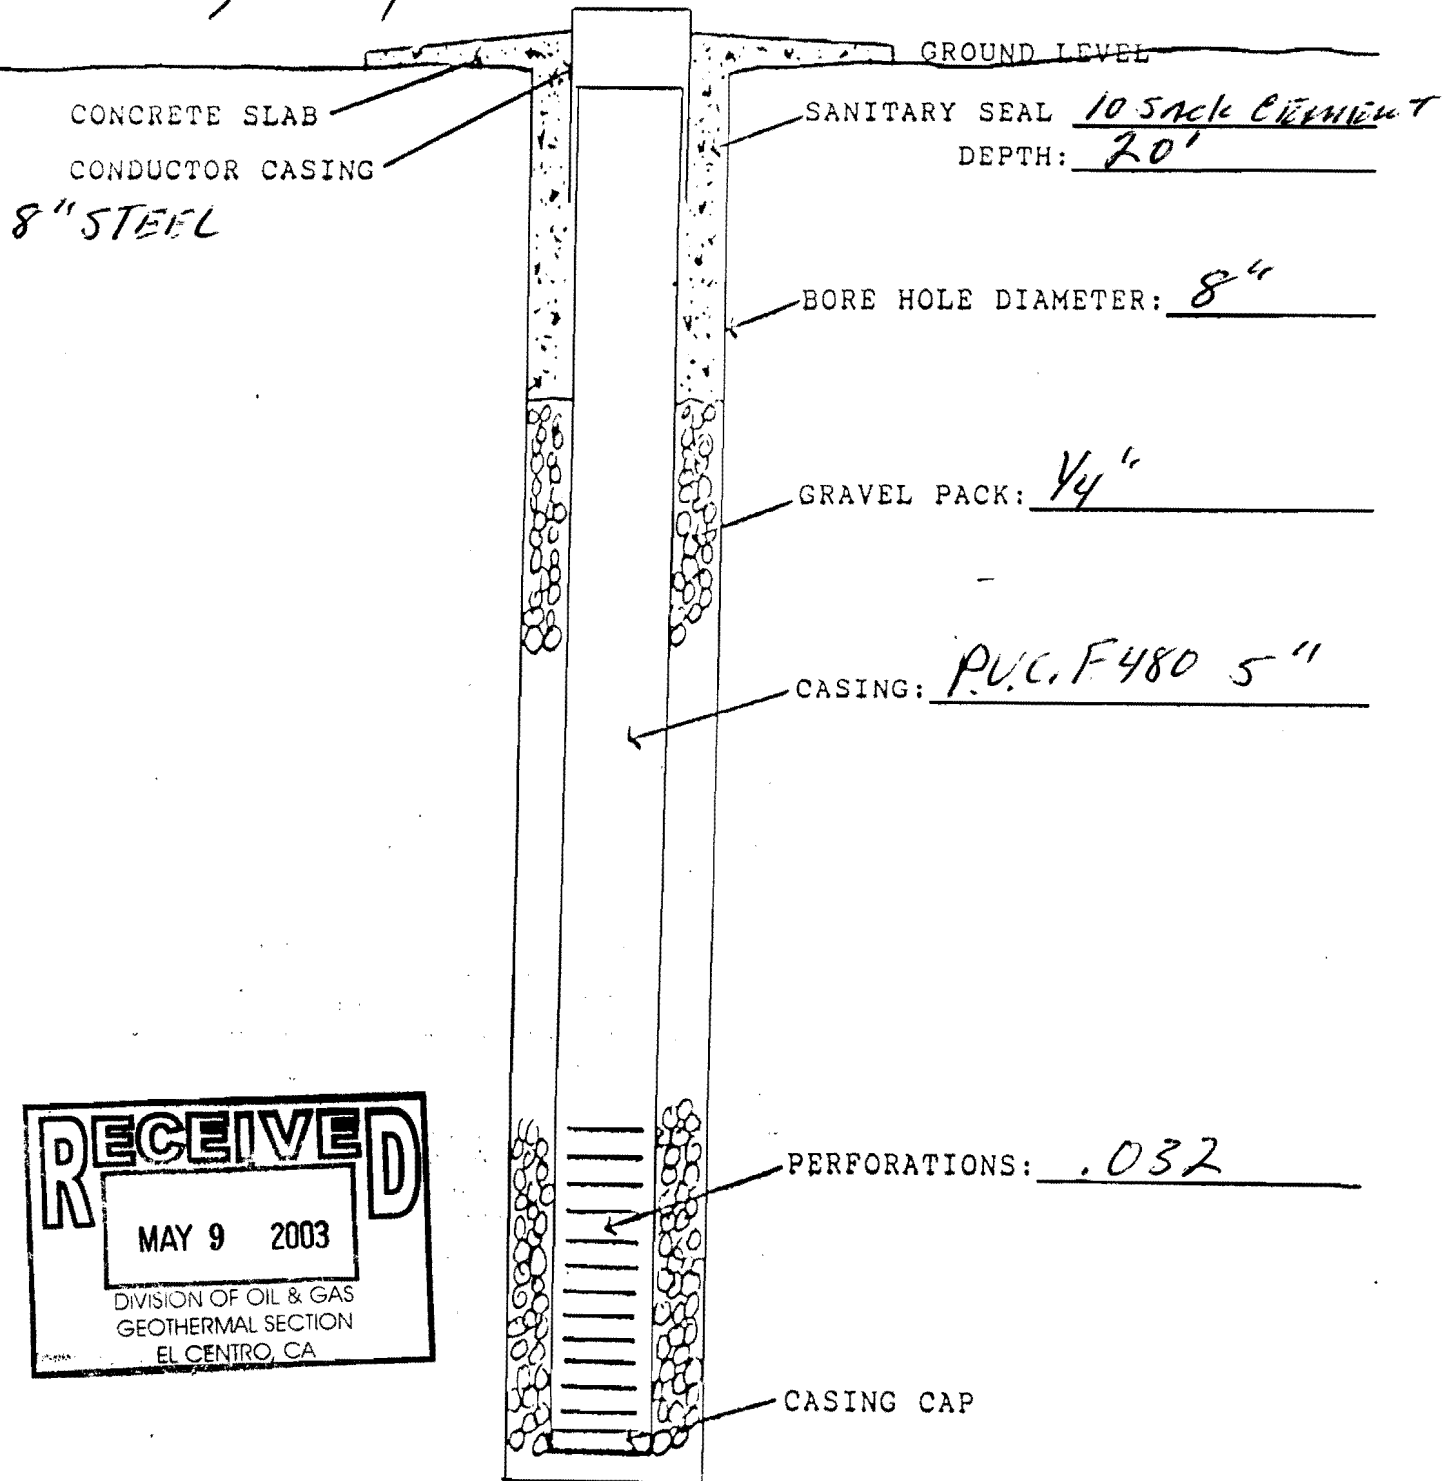 GROUND LEVEL
CONCRETE SLAB
SANITARY SEAL 10 SACK CEMENT
DEPTH: 20'
CONDUCTOR CASING
8" STEEL
BORE HOLE DIAMETER: 8"
GRAVEL PACK: 1/4"
CASING: P.V.C. F480 5"
RECEIVED
MAY 9 2003
DIVISION OF OIL & GAS
GEOTHERMAL SECTION
EL CENTRO, CA
PERFORATIONS: .032
CASING CAP